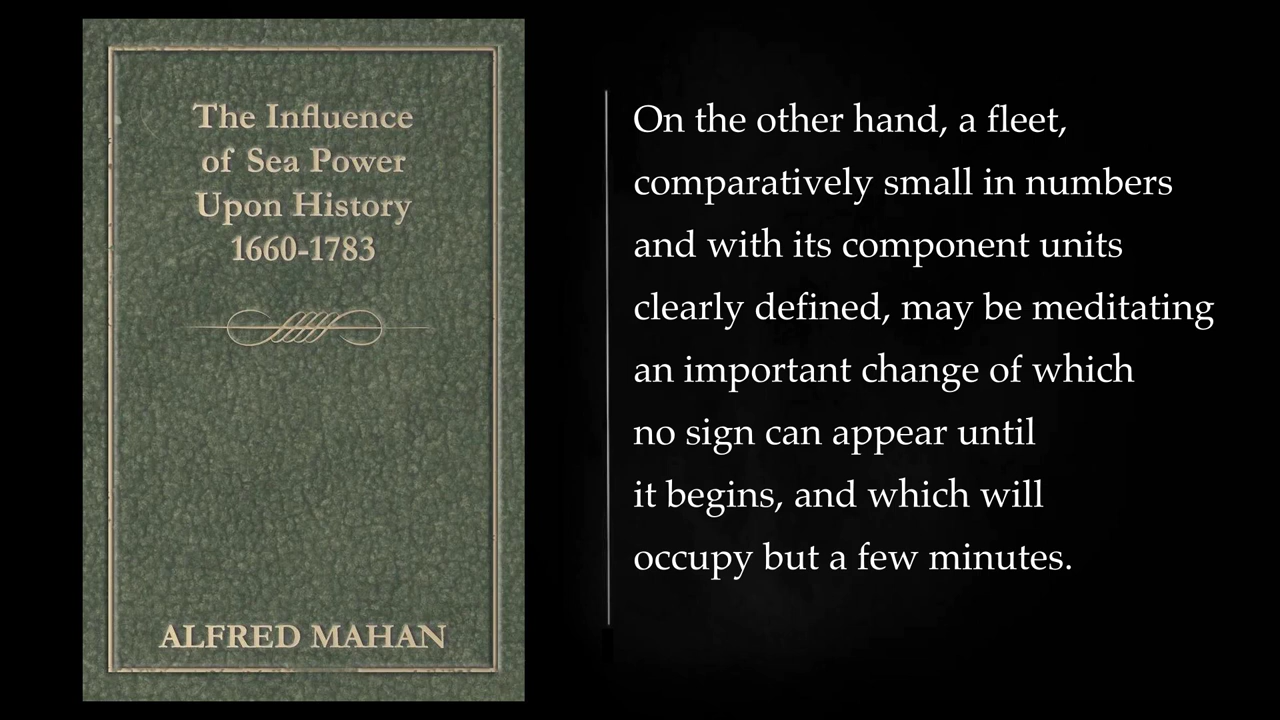 The Influence
of Sea Power
Upon History
1660-1783
ALFRED MAHAN
On the other hand, a fleet,
comparatively small in numbers
and with its component units
clearly defined, may be meditating
an important change of which
no sign can appear until
it begins, and which will
occupy but a few minutes.